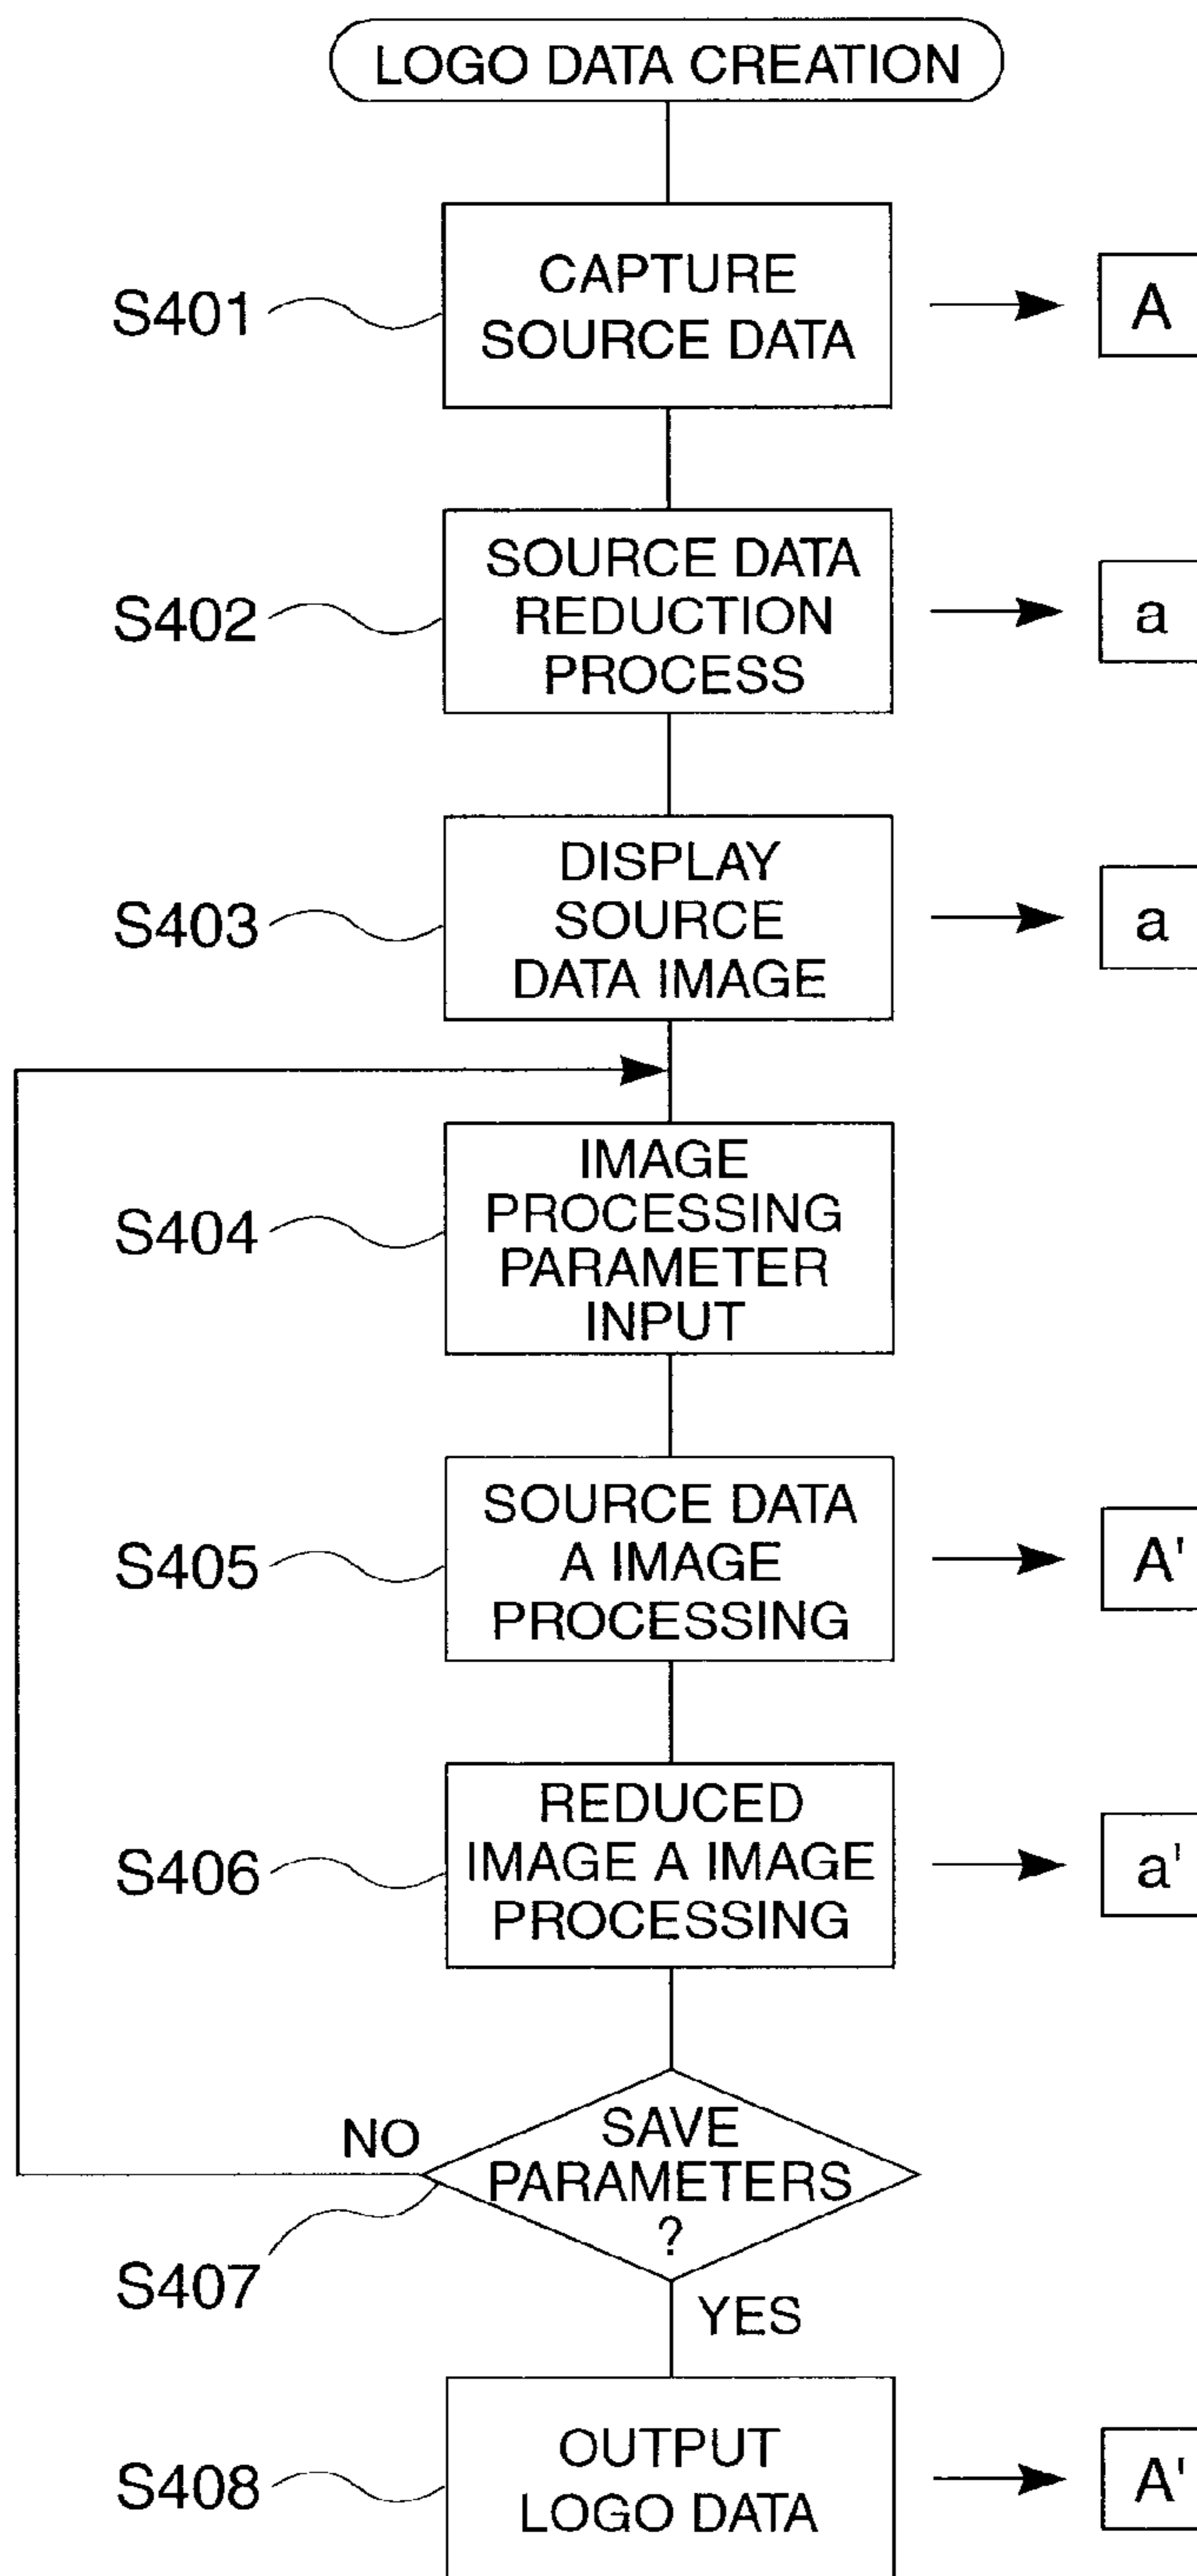 LOGO DATA CREATION
S401
CAPTURE
SOURCE DATA
A
S402
SOURCE DATA
REDUCTION
PROCESS
a
S403
DISPLAY
SOURCE
DATA IMAGE
a
S404
IMAGE
PROCESSING
PARAMETER
INPUT
S405
SOURCE DATA
A IMAGE
PROCESSING
A'
S406
REDUCED
IMAGE A IMAGE
PROCESSING
a'
NO
SAVE
PARAMETERS
?
S407
YES
S408
OUTPUT
LOGO DATA
A'